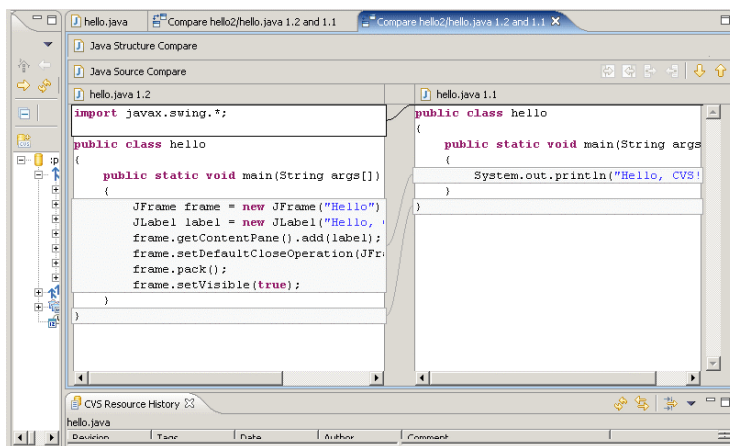 hello.java
Compare hello2/hello.java 1.2 and 1.1
Compare hello2/hello.java 1.2 and 1.1
Java Structure Compare
Java Source Compare
hello.java 1.2
hello.java 1.1
import javax.swing.*;
public class hello
{
public static void main(String args[])
{
JFrame frame = new JFrame("Hello")
JLabel label = new JLabel("Hello,
frame.getContentPane().add(label);
frame.setDefaultCloseOperation(JFr
frame.pack();
frame.setVisible(true);
}
}
public class hello
{
public static void main(String args
{
System.out.println("Hello, CVS!
}
}
:p
CVS Resource History
hello.java
Revision
Tags
Date
Author
Comment